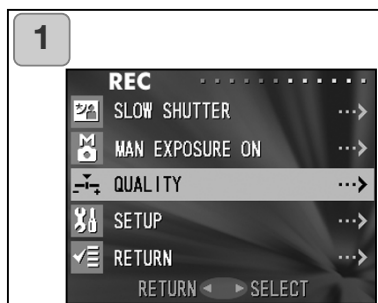 1
REC
SLOW SHUTTER
MAN EXPOSURE ON
QUALITY
SETUP
RETURN
RETURN SELECT